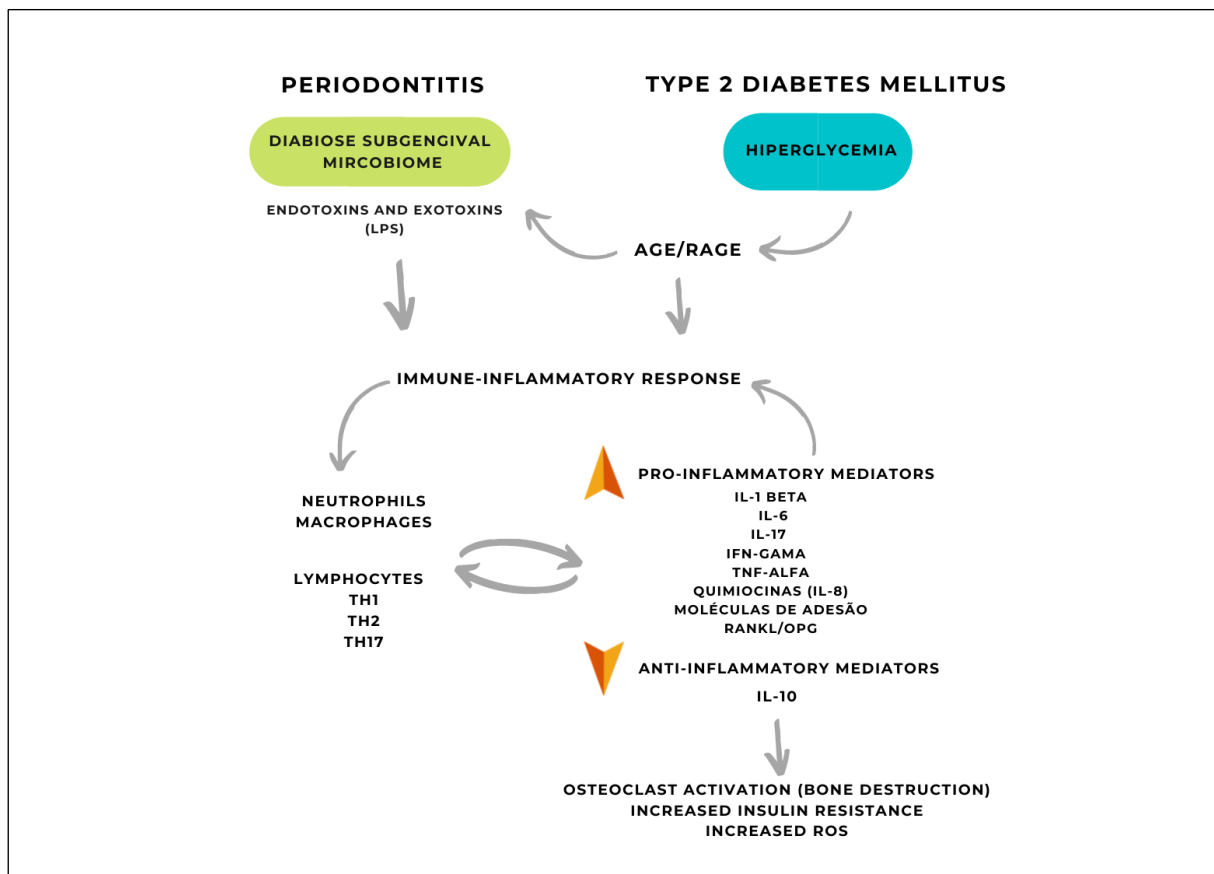 PERIODONTITIS
TYPE 2 DIABETES MELLITUS
DIABIOSE SUBGENGIVAL
MIRCOBIOME
HIPERGLYCEMIA
ENDOTOXINS AND EXOTOXINS
(LPS)
AGE/RAGE
IMMUNE-INFLAMMATORY RESPONSE
NEUTROPHILS
MACROPHAGES
LYMPHOCYTES
TH1
TH2
TH17
PRO-INFLAMMATORY MEDIATORS
IL-1 BETA
IL-6
IL-17
IFN-GAMA
TNF-ALFA
QUIMIOCINAS (IL-8)
MOLÉCULAS DE ADESÃO
RANKL/OPG
ANTI-INFLAMMATORY MEDIATORS
IL-10
OSTEOCLAST ACTIVATION (BONE DESTRUCTION)
INCREASED INSULIN RESISTANCE
INCREASED ROS